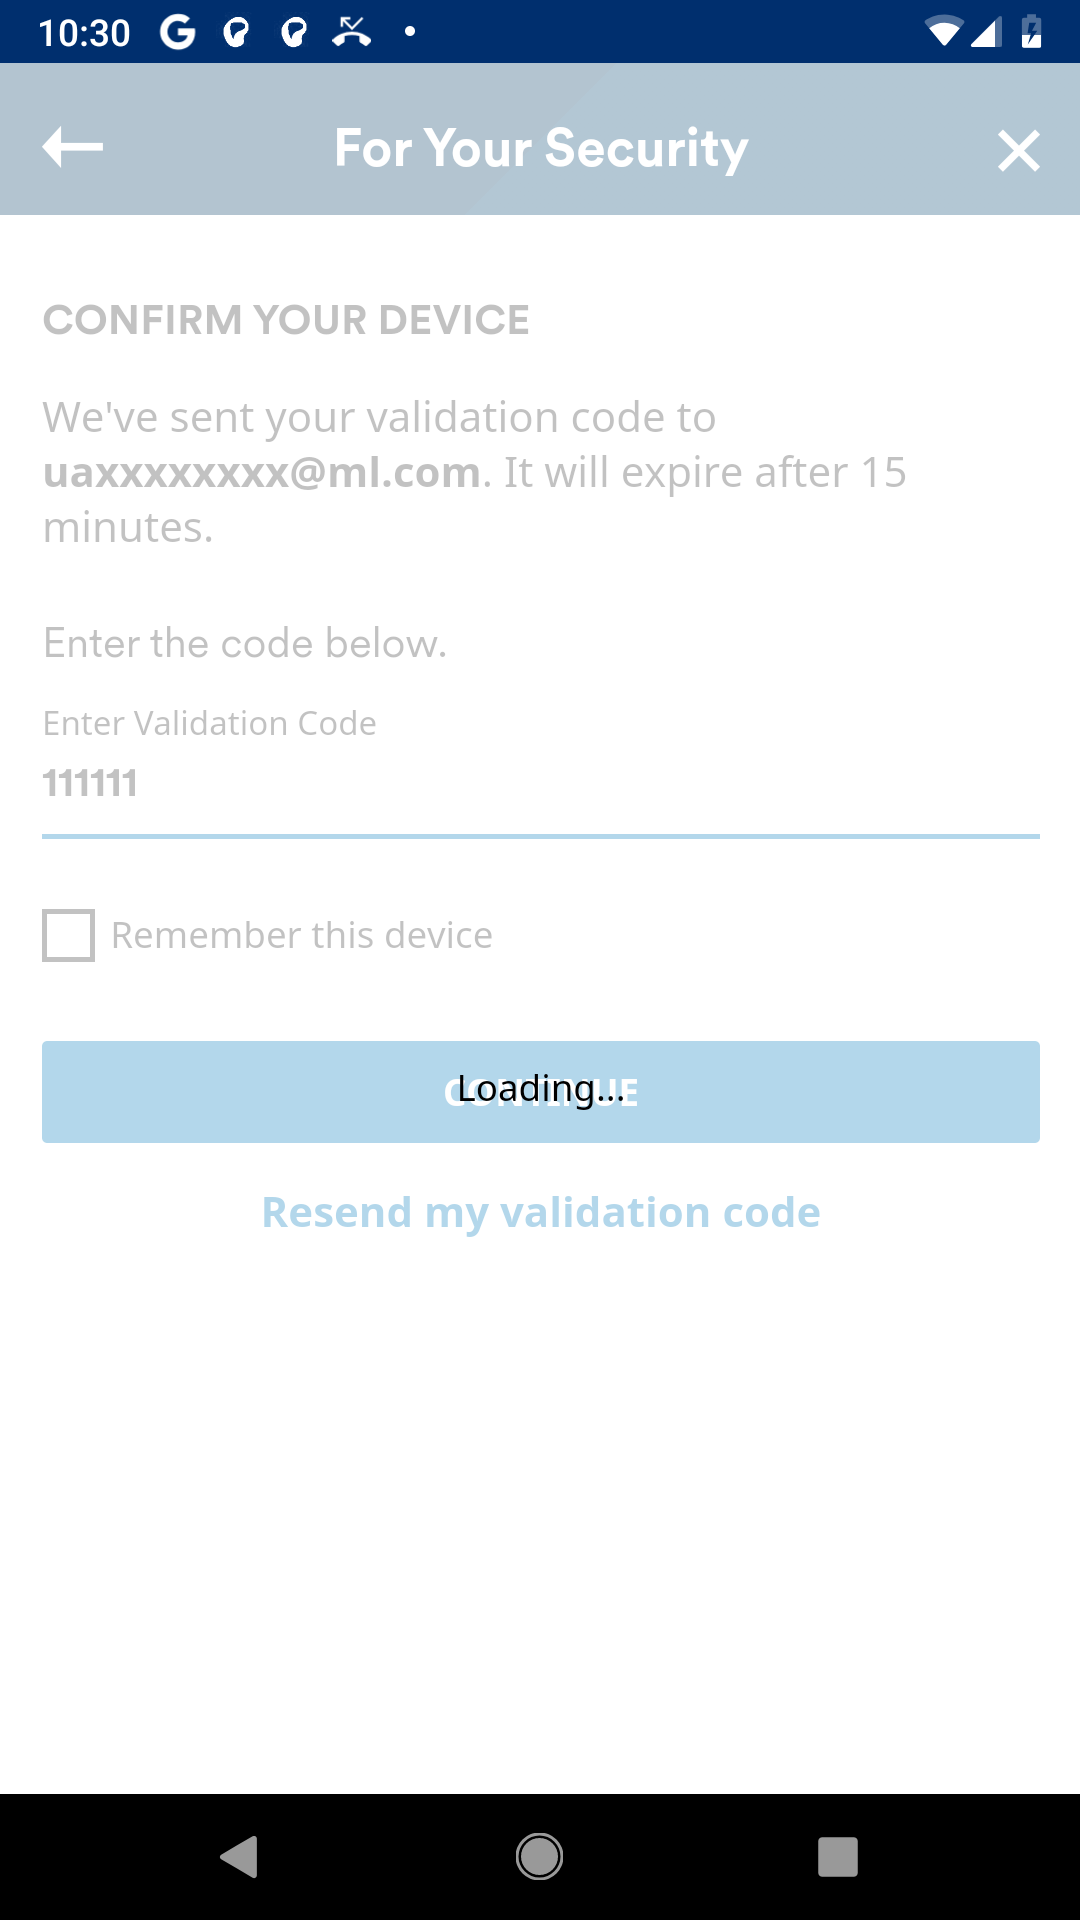 10:30
For Your Security
CONFIRM YOUR DEVICE
We've sent your validation code to
uaxxxxxxxx@ml.com. It will expire after 15
minutes.
Enter the code below.
Enter Validation Code
111111
Remember this device
CONTINUE
Loading...
Resend my validation code